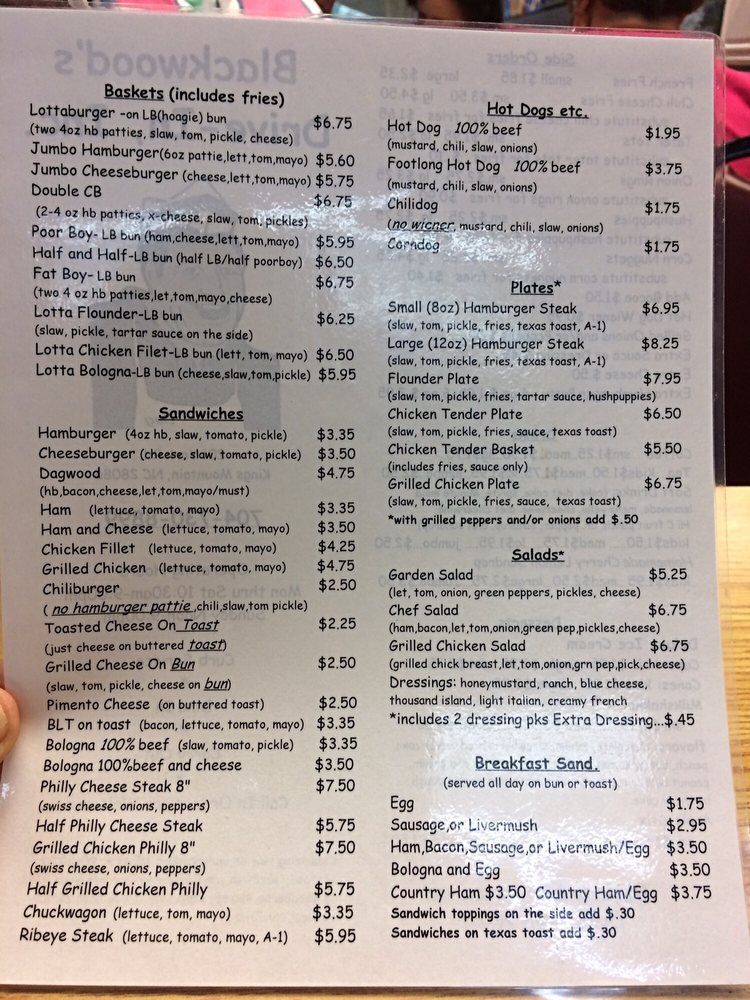 Baskets (includes fries)
Lottaburger -on LB(hoagie) bun $6.75
(two 4oz hb patties, slaw, tom, pickle, cheese)
Jumbo Hamburger(6oz pattie,lett,tom,mayo) $5.60
Jumbo Cheeseburger (cheese,lett,tom,mayo) $5.75
Double CB $6.75
(2-4 oz hb patties, x-cheese, slaw, tom, pickles)
Poor Boy- LB bun (ham,cheese,lett,tom,mayo) $5.95
Half and Half-LB bun (half LB/half poorboy) $6.50
Fat Boy- LB bun $6.75
(two 4 oz hb patties,let,tom,mayo,cheese)
Lotta Flounder-LB bun $6.25
(slaw, pickle, tartar sauce on the side)
Lotta Chicken Filet-LB bun (lett, tom, mayo) $6.50
Lotta Bologna-LB bun (cheese,slaw,tom,pickle) $5.95
Sandwiches
Hamburger (4oz hb, slaw, tomato, pickle) $3.35
Cheeseburger (cheese, slaw, tomato, pickle) $3.50
Dagwood $4.75
(hb,bacon,cheese,let,tom,mayo/must)
Ham (lettuce, tomato, mayo) $3.35
Ham and Cheese (lettuce, tomato, mayo) $3.50
Chicken Fillet (lettuce, tomato, mayo) $4.25
Grilled Chicken (lettuce, tomato, mayo) $4.75
Chiliburger $2.50
( no hamburger pattie ,chili,slaw,tom pickle)
Toasted Cheese On Toast $2.25
(just cheese on buttered toast)
Grilled Cheese On Bun $2.50
(slaw, tom, pickle, cheese on bun)
Pimento Cheese (on buttered toast) $2.50
BLT on toast (bacon, lettuce, tomato, mayo) $3.35
Bologna 100% beef (slaw, tomato, pickle) $3.35
Bologna 100%beef and cheese $3.50
Philly Cheese Steak 8" $7.50
(swiss cheese, onions, peppers)
Half Philly Cheese Steak $5.75
Grilled Chicken Philly 8" $7.50
(swiss cheese, onions, peppers)
Half Grilled Chicken Philly $5.75
Chuckwagon (lettuce, tom, mayo) $3.35
Ribeye Steak (lettuce, tomato, mayo, A-1) $5.95
Hot Dogs etc.
Hot Dog 100% beef $1.95
(mustard, chili, slaw, onions)
Footlong Hot Dog 100% beef $3.75
(mustard, chili, slaw, onions)
Chilidog $1.75
(no wiener, mustard, chili, slaw, onions)
Corndog $1.75
Plates*
Small (8oz) Hamburger Steak $6.95
(slaw, tom, pickle, fries, texas toast, A-1)
Large (12oz) Hamburger Steak $8.25
(slaw, tom, pickle, fries, texas toast, A-1)
Flounder Plate $7.95
(slaw, tom, pickle, fries, tartar sauce, hushpuppies)
Chicken Tender Plate $6.50
(slaw, tom, pickle, fries, sauce, texas toast)
Chicken Tender Basket $5.50
(includes fries, sauce only)
Grilled Chicken Plate $6.75
(slaw, tom, pickle, fries, sauce, texas toast)
*with grilled peppers and/or onions add $.50
Salads*
Garden Salad $5.25
(let, tom, onion, green peppers, pickles, cheese)
Chef Salad $6.75
(ham,bacon,let,tom,onion,green pep,pickles,cheese)
Grilled Chicken Salad $6.75
(grilled chick breast,let,tom,onion,grn pep,pick,cheese)
Dressings: honeymustard, ranch, blue cheese,
thousand island, light italian, creamy french
*includes 2 dressing pks Extra Dressing...$.45
Breakfast Sand.
(served all day on bun or toast)
Egg $1.75
Sausage,or Livermush $2.95
Ham,Bacon,Sausage,or Livermush/Egg $3.50
Bologna and Egg $3.50
Country Ham $3.50 Country Ham/Egg $3.75
Sandwich toppings on the side add $.30
Sandwiches on texas toast add $.30